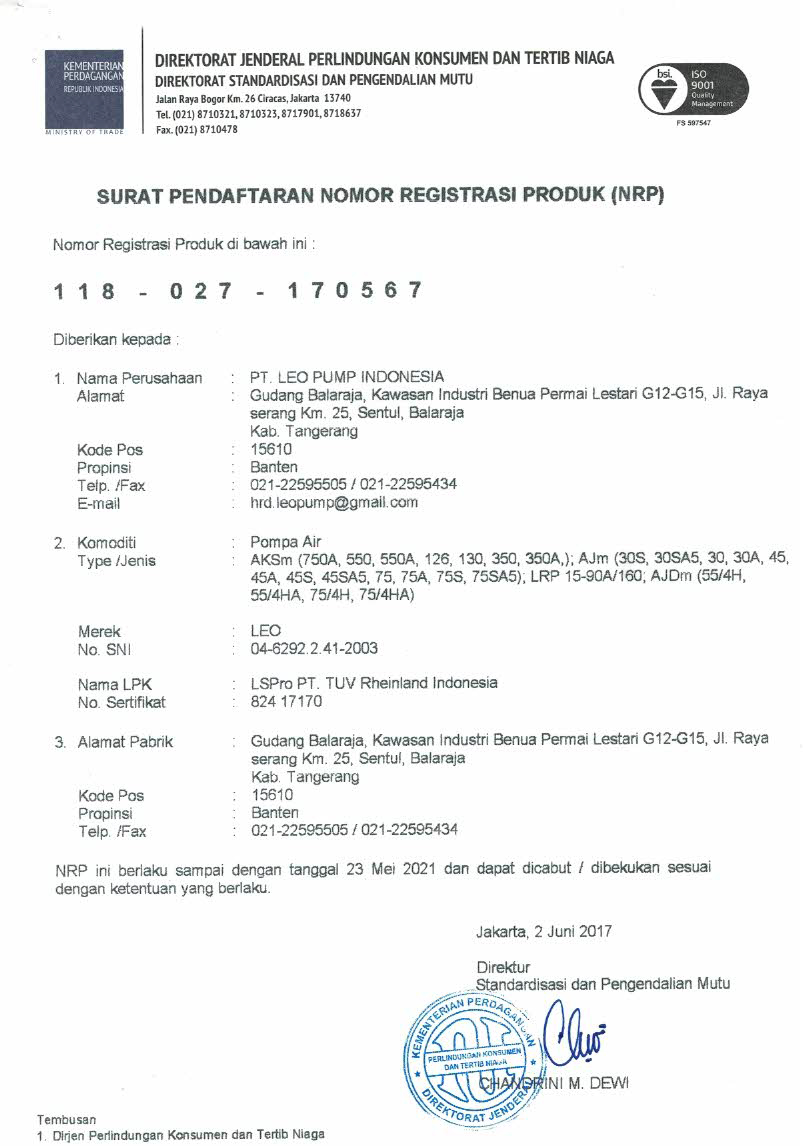 KEMENTERIAN
PERDAGANGAN
REPUBLIK INDONESIA
MINISTRY OF TRADE
DIREKTORAT JENDERAL PERLINDUNGAN KONSUMEN DAN TERTIB NIAGA
DIREKTORAT STANDARDISASI DAN PENGENDALIAN MUTU
Jalan Raya Bogor Km. 26 Ciracas, Jakarta 13740
Tel. (021) 8710321, 8710323, 8717901, 8718637
Fax. (021) 8710478
bsi.
ISO
9001
Quality
Management
FS 597547
SURAT PENDAFTARAN NOMOR REGISTRASI PRODUK (NRP)
Nomor Registrasi Produk di bawah ini :
118 - 027 - 170567
Diberikan kepada :
1. Nama Perusahaan : PT. LEO PUMP INDONESIA
Alamat : Gudang Balaraja, Kawasan Industri Benua Permai Lestari G12-G15, Jl. Raya
serang Km. 25, Sentul, Balaraja
Kab. Tangerang
Kode Pos : 15610
Propinsi : Banten
Telp. /Fax : 021-22595505 / 021-22595434
E-mail : hrd.leopump@gmail.com
2. Komoditi : Pompa Air
Type /Jenis : AKSm (750A, 550, 550A, 126, 130, 350, 350A,); AJm (30S, 30SA5, 30, 30A, 45,
45A, 45S, 45SA5, 75, 75A, 75S, 75SA5); LRP 15-90A/160; AJDm (55/4H,
55/4HA, 75/4H, 75/4HA)
Merek : LEO
No. SNI : 04-6292.2.41-2003
Nama LPK : LSPro PT. TUV Rheinland Indonesia
No. Sertifikat : 824 17170
3. Alamat Pabrik : Gudang Balaraja, Kawasan Industri Benua Permai Lestari G12-G15, Jl. Raya
serang Km. 25, Sentul, Balaraja
Kab. Tangerang
Kode Pos : 15610
Propinsi : Banten
Telp. /Fax : 021-22595505 / 021-22595434
NRP ini berlaku sampai dengan tanggal 23 Mei 2021 dan dapat dicabut / dibekukan sesuai
dengan ketentuan yang berlaku.
Jakarta, 2 Juni 2017
Direktur
Standardisasi dan Pengendalian Mutu
KEMENTERIAN PERDAGANGAN
PERLINDUNGAN KONSUMEN
DAN TERTIB NIAGA
DIREKTORAT JENDERAL
CHANDRINI M. DEWI
Tembusan
1. Dirjen Perlindungan Konsumen dan Tertib Niaga